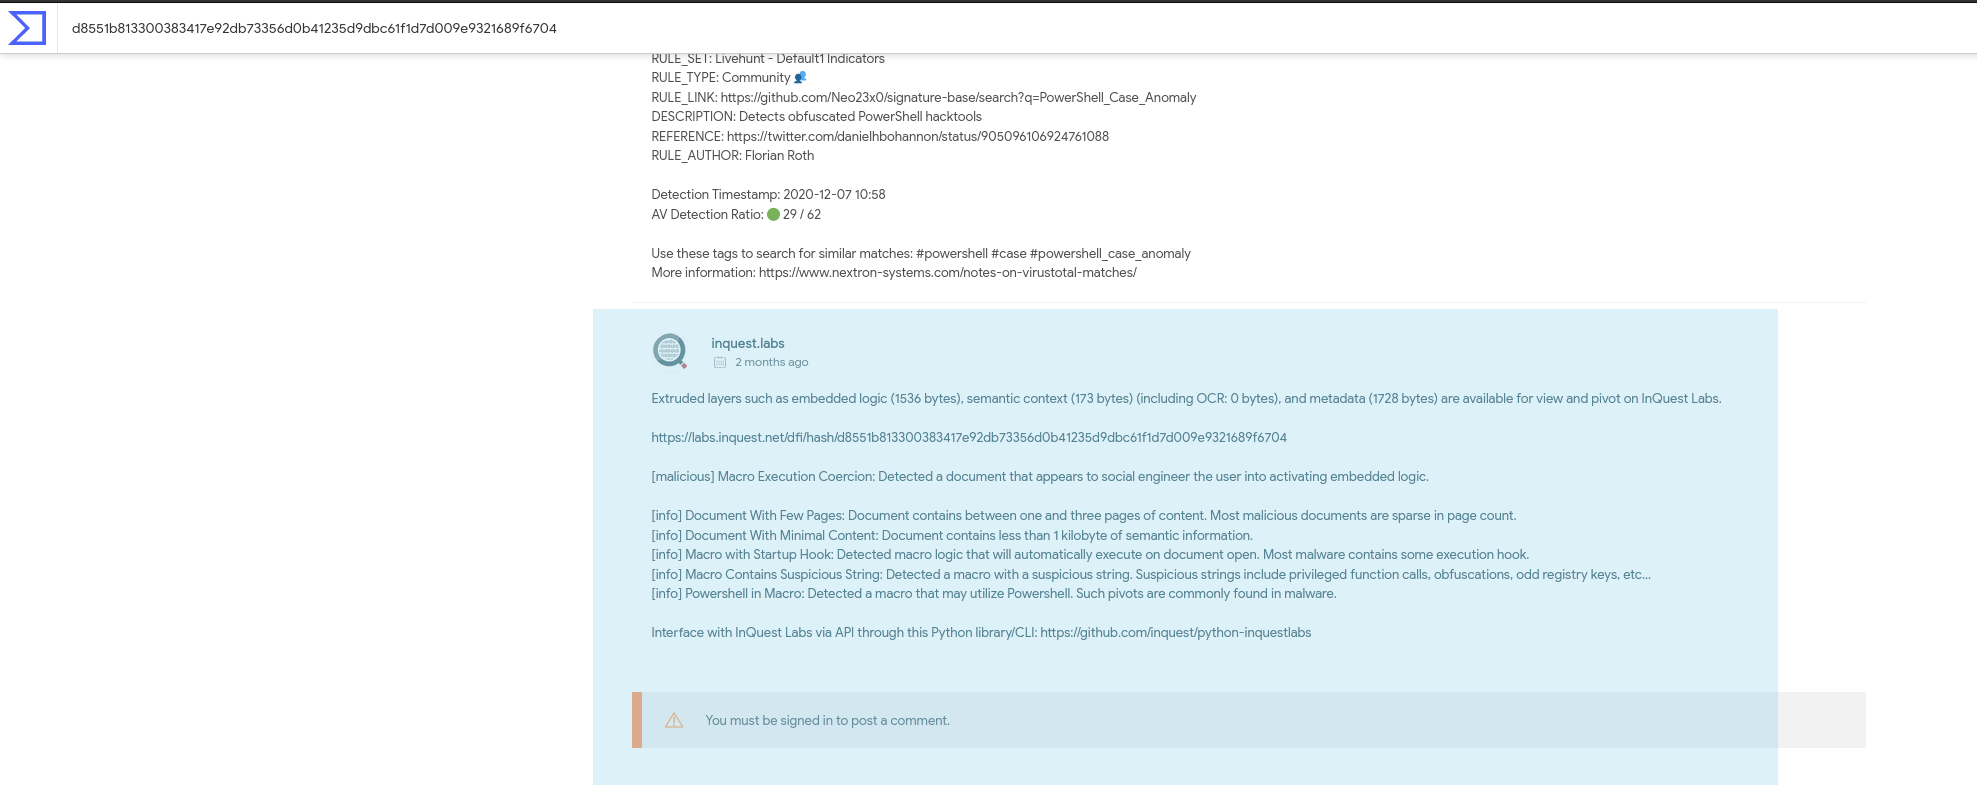 d8551b813300383417e92db73356d0b41235d9dbc61f1d7d009e9321689f6704
RULE_SET: Livehunt - Default1 Indicators
RULE_TYPE: Community
RULE_LINK: https://github.com/Neo23x0/signature-base/search?q=PowerShell_Case_Anomaly
DESCRIPTION: Detects obfuscated PowerShell hacktools
REFERENCE: https://twitter.com/danielhbohannon/status/905096106924761088
RULE_AUTHOR: Florian Roth
Detection Timestamp: 2020-12-07 10:58
AV Detection Ratio: 29 / 62
Use these tags to search for similar matches: #powershell #case #powershell_case_anomaly
More information: https://www.nextron-systems.com/notes-on-virustotal-matches/
inquest.labs
2 months ago
Extruded layers such as embedded logic (1536 bytes), semantic context (173 bytes) (including OCR: 0 bytes), and metadata (1728 bytes) are available for view and pivot on InQuest Labs.
https://labs.inquest.net/dfi/hash/d8551b813300383417e92db73356d0b41235d9dbc61f1d7d009e9321689f6704
[malicious] Macro Execution Coercion: Detected a document that appears to social engineer the user into activating embedded logic.
[info] Document With Few Pages: Document contains between one and three pages of content. Most malicious documents are sparse in page count.
[info] Document With Minimal Content: Document contains less than 1 kilobyte of semantic information.
[info] Macro with Startup Hook: Detected macro logic that will automatically execute on document open. Most malware contains some execution hook.
[info] Macro Contains Suspicious String: Detected a macro with a suspicious string. Suspicious strings include privileged function calls, obfuscations, odd registry keys, etc...
[info] Powershell in Macro: Detected a macro that may utilize Powershell. Such pivots are commonly found in malware.
Interface with InQuest Labs via API through this Python library/CLI: https://github.com/inquest/python-inquestlabs
You must be signed in to post a comment.